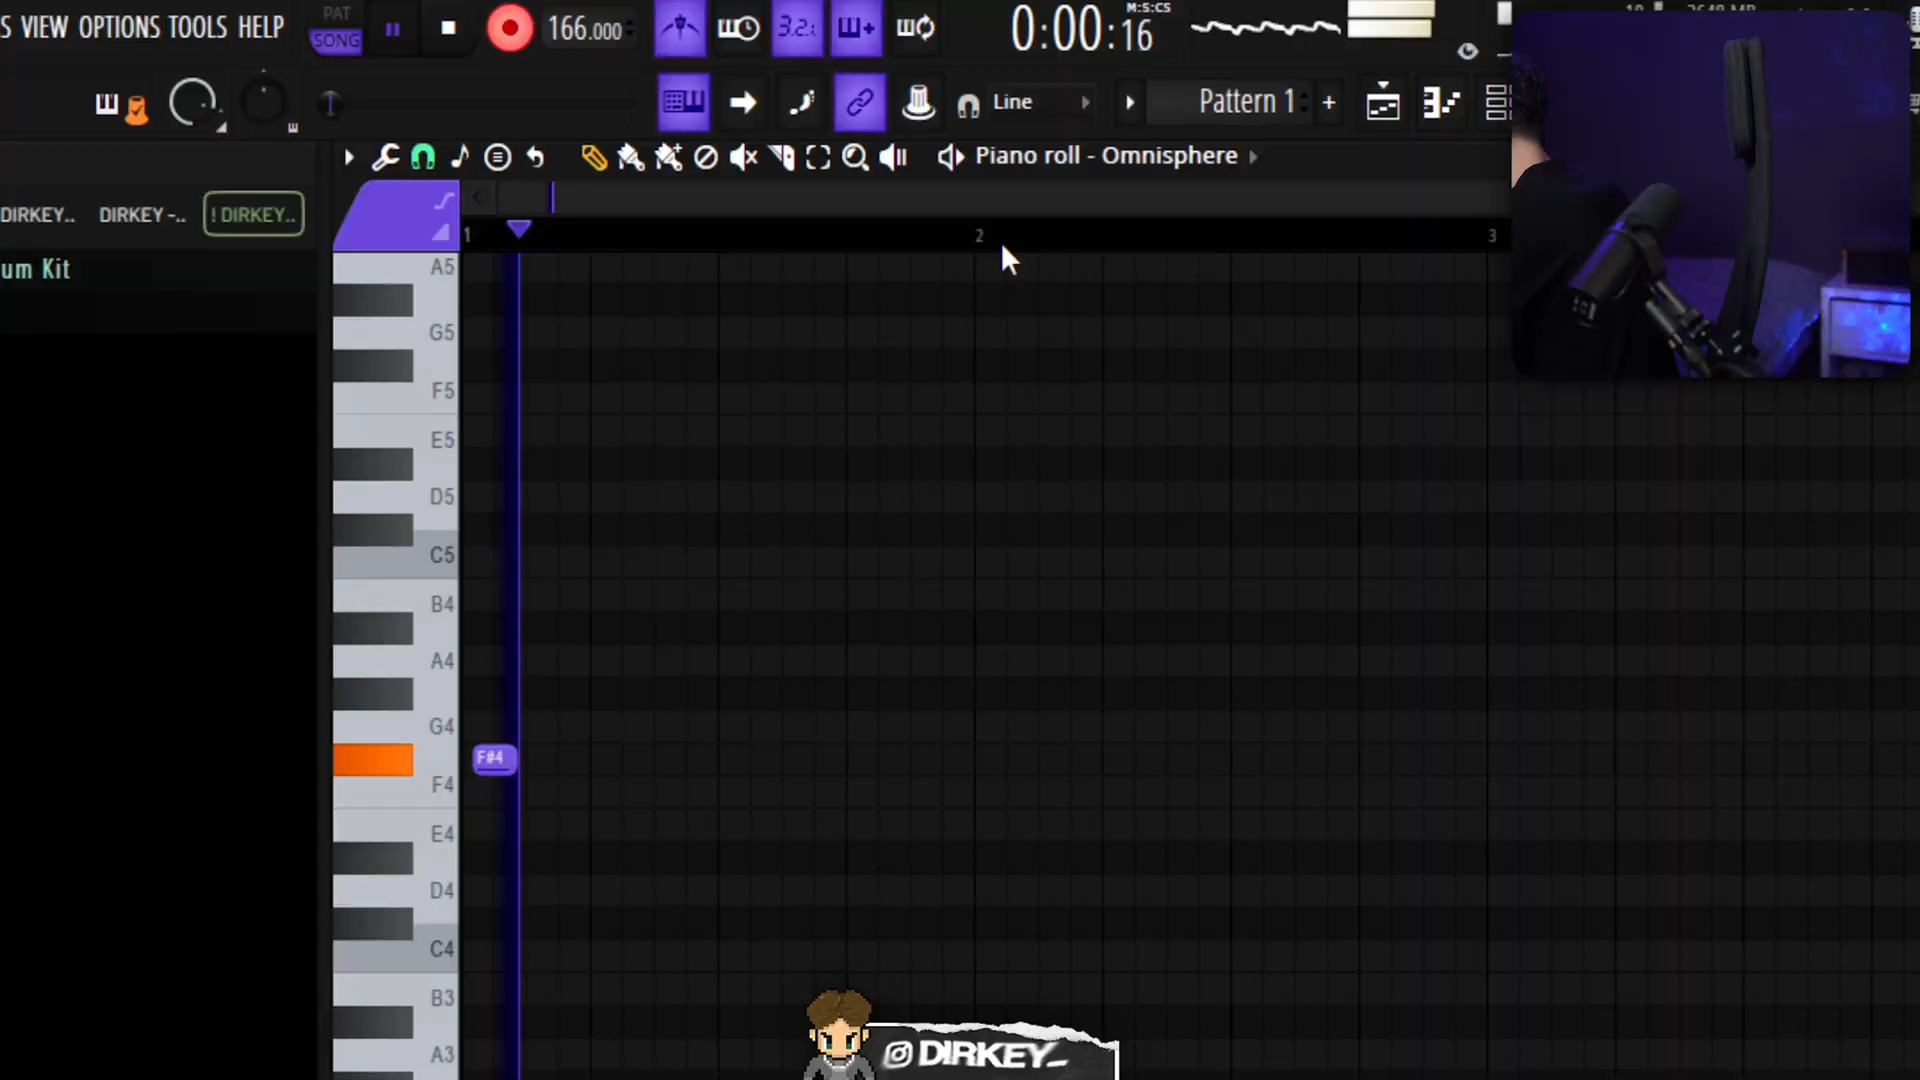 S VIEW OPTIONS TOOLS HELP
PAT
SONG
166.000
3.2.
0:00:16
M:S:CS
Line
Pattern 1
+
Piano roll - Omnisphere
DIRKEY..
DIRKEY -..
! DIRKEY..
um Kit
1
2
3
A5
G5
F5
E5
D5
C5
B4
A4
G4
F#4
F4
E4
D4
C4
B3
A3
DIRKEY_